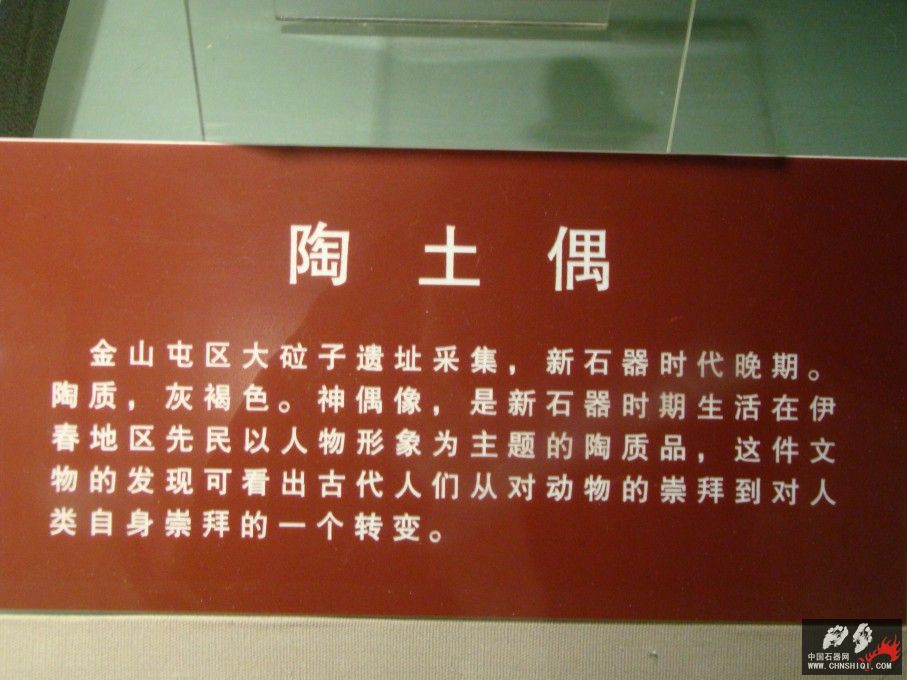 陶土偶
金山屯区大砬子遗址采集，新石器时代晚期。
陶质，灰褐色。神偶像，是新石器时期生活在伊
春地区先民以人物形象为主题的陶质品，这件文
物的发现可看出古代人们从对动物的崇拜到对人
类自身崇拜的一个转变。
中国石器网
WWW.CHNSHIQI.COM